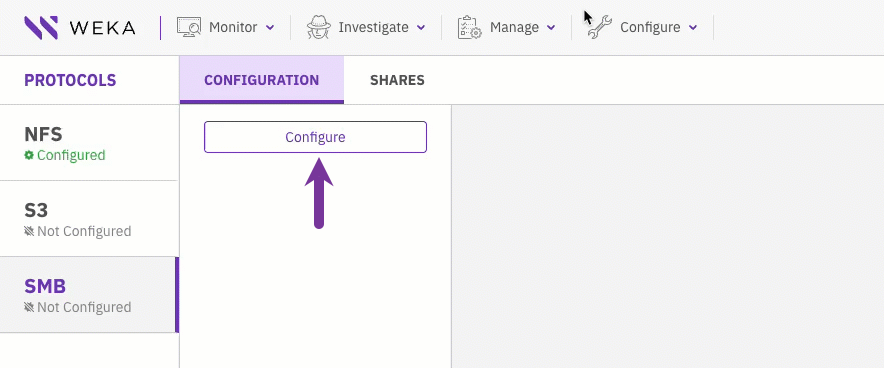 WEKA Monitor Investigate Manage Configure
PROTOCOLS
CONFIGURATION SHARES
Configure
NFS
Configured
S3
Not Configured
SMB
Not Configured